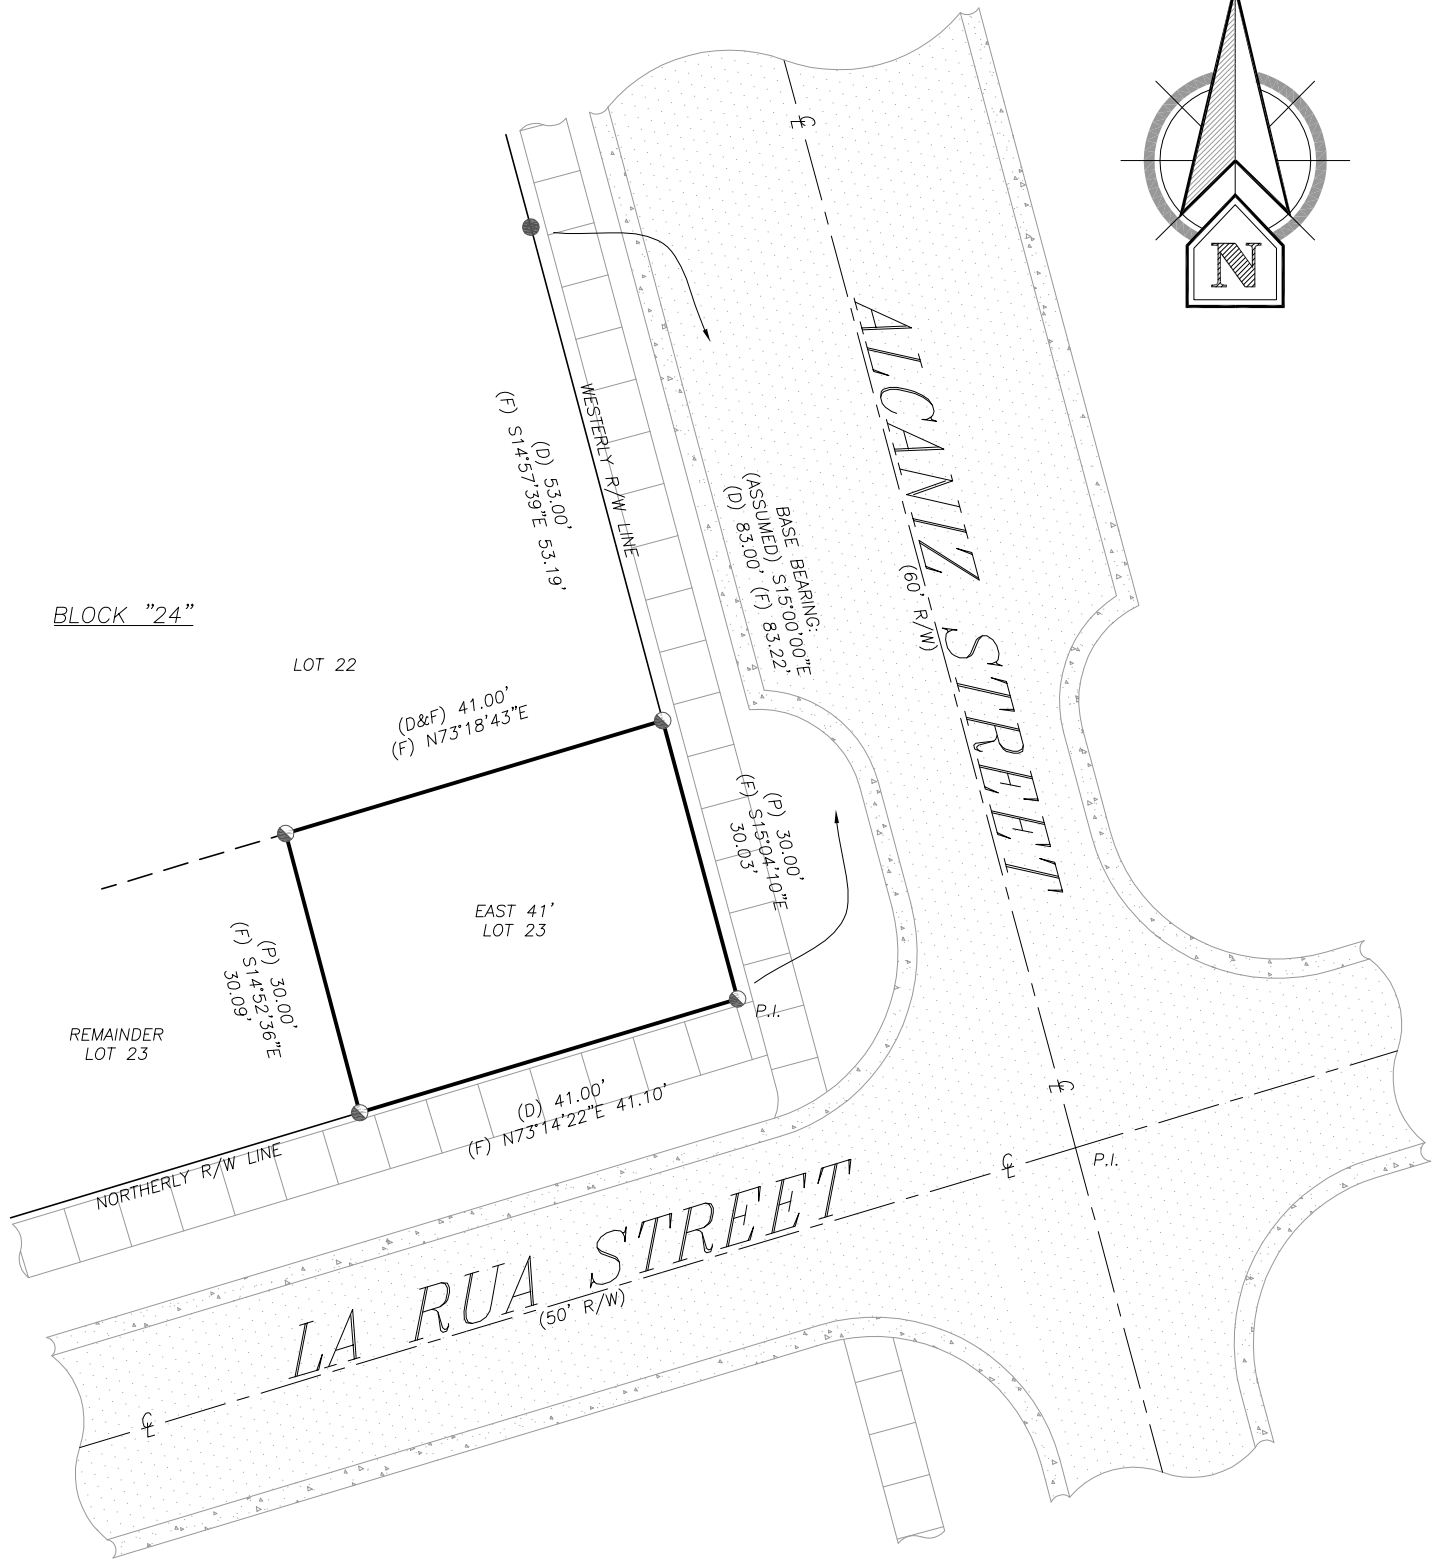 N
℄
ALCANIZ STREET
(60' R/W)
WESTERLY R/W LINE
(D) 53.00'
(F) S14°57'39"E 53.19'
BASE BEARING:
(ASSUMED) S15°00'00"E
(D) 83.00' (F) 83.22'
BLOCK "24"
LOT 22
(D&F) 41.00'
(F) N73°18'43"E
(P) 30.00'
(F) S15°04'10"E
30.03'
EAST 41'
LOT 23
(P) 30.00'
(F) S14°52'36"E
30.09'
REMAINDER
LOT 23
P.I.
(D) 41.00'
(F) N73°14'22"E 41.10'
℄
NORTHERLY R/W LINE
℄
P.I.
LA RUA STREET
(50' R/W)
℄